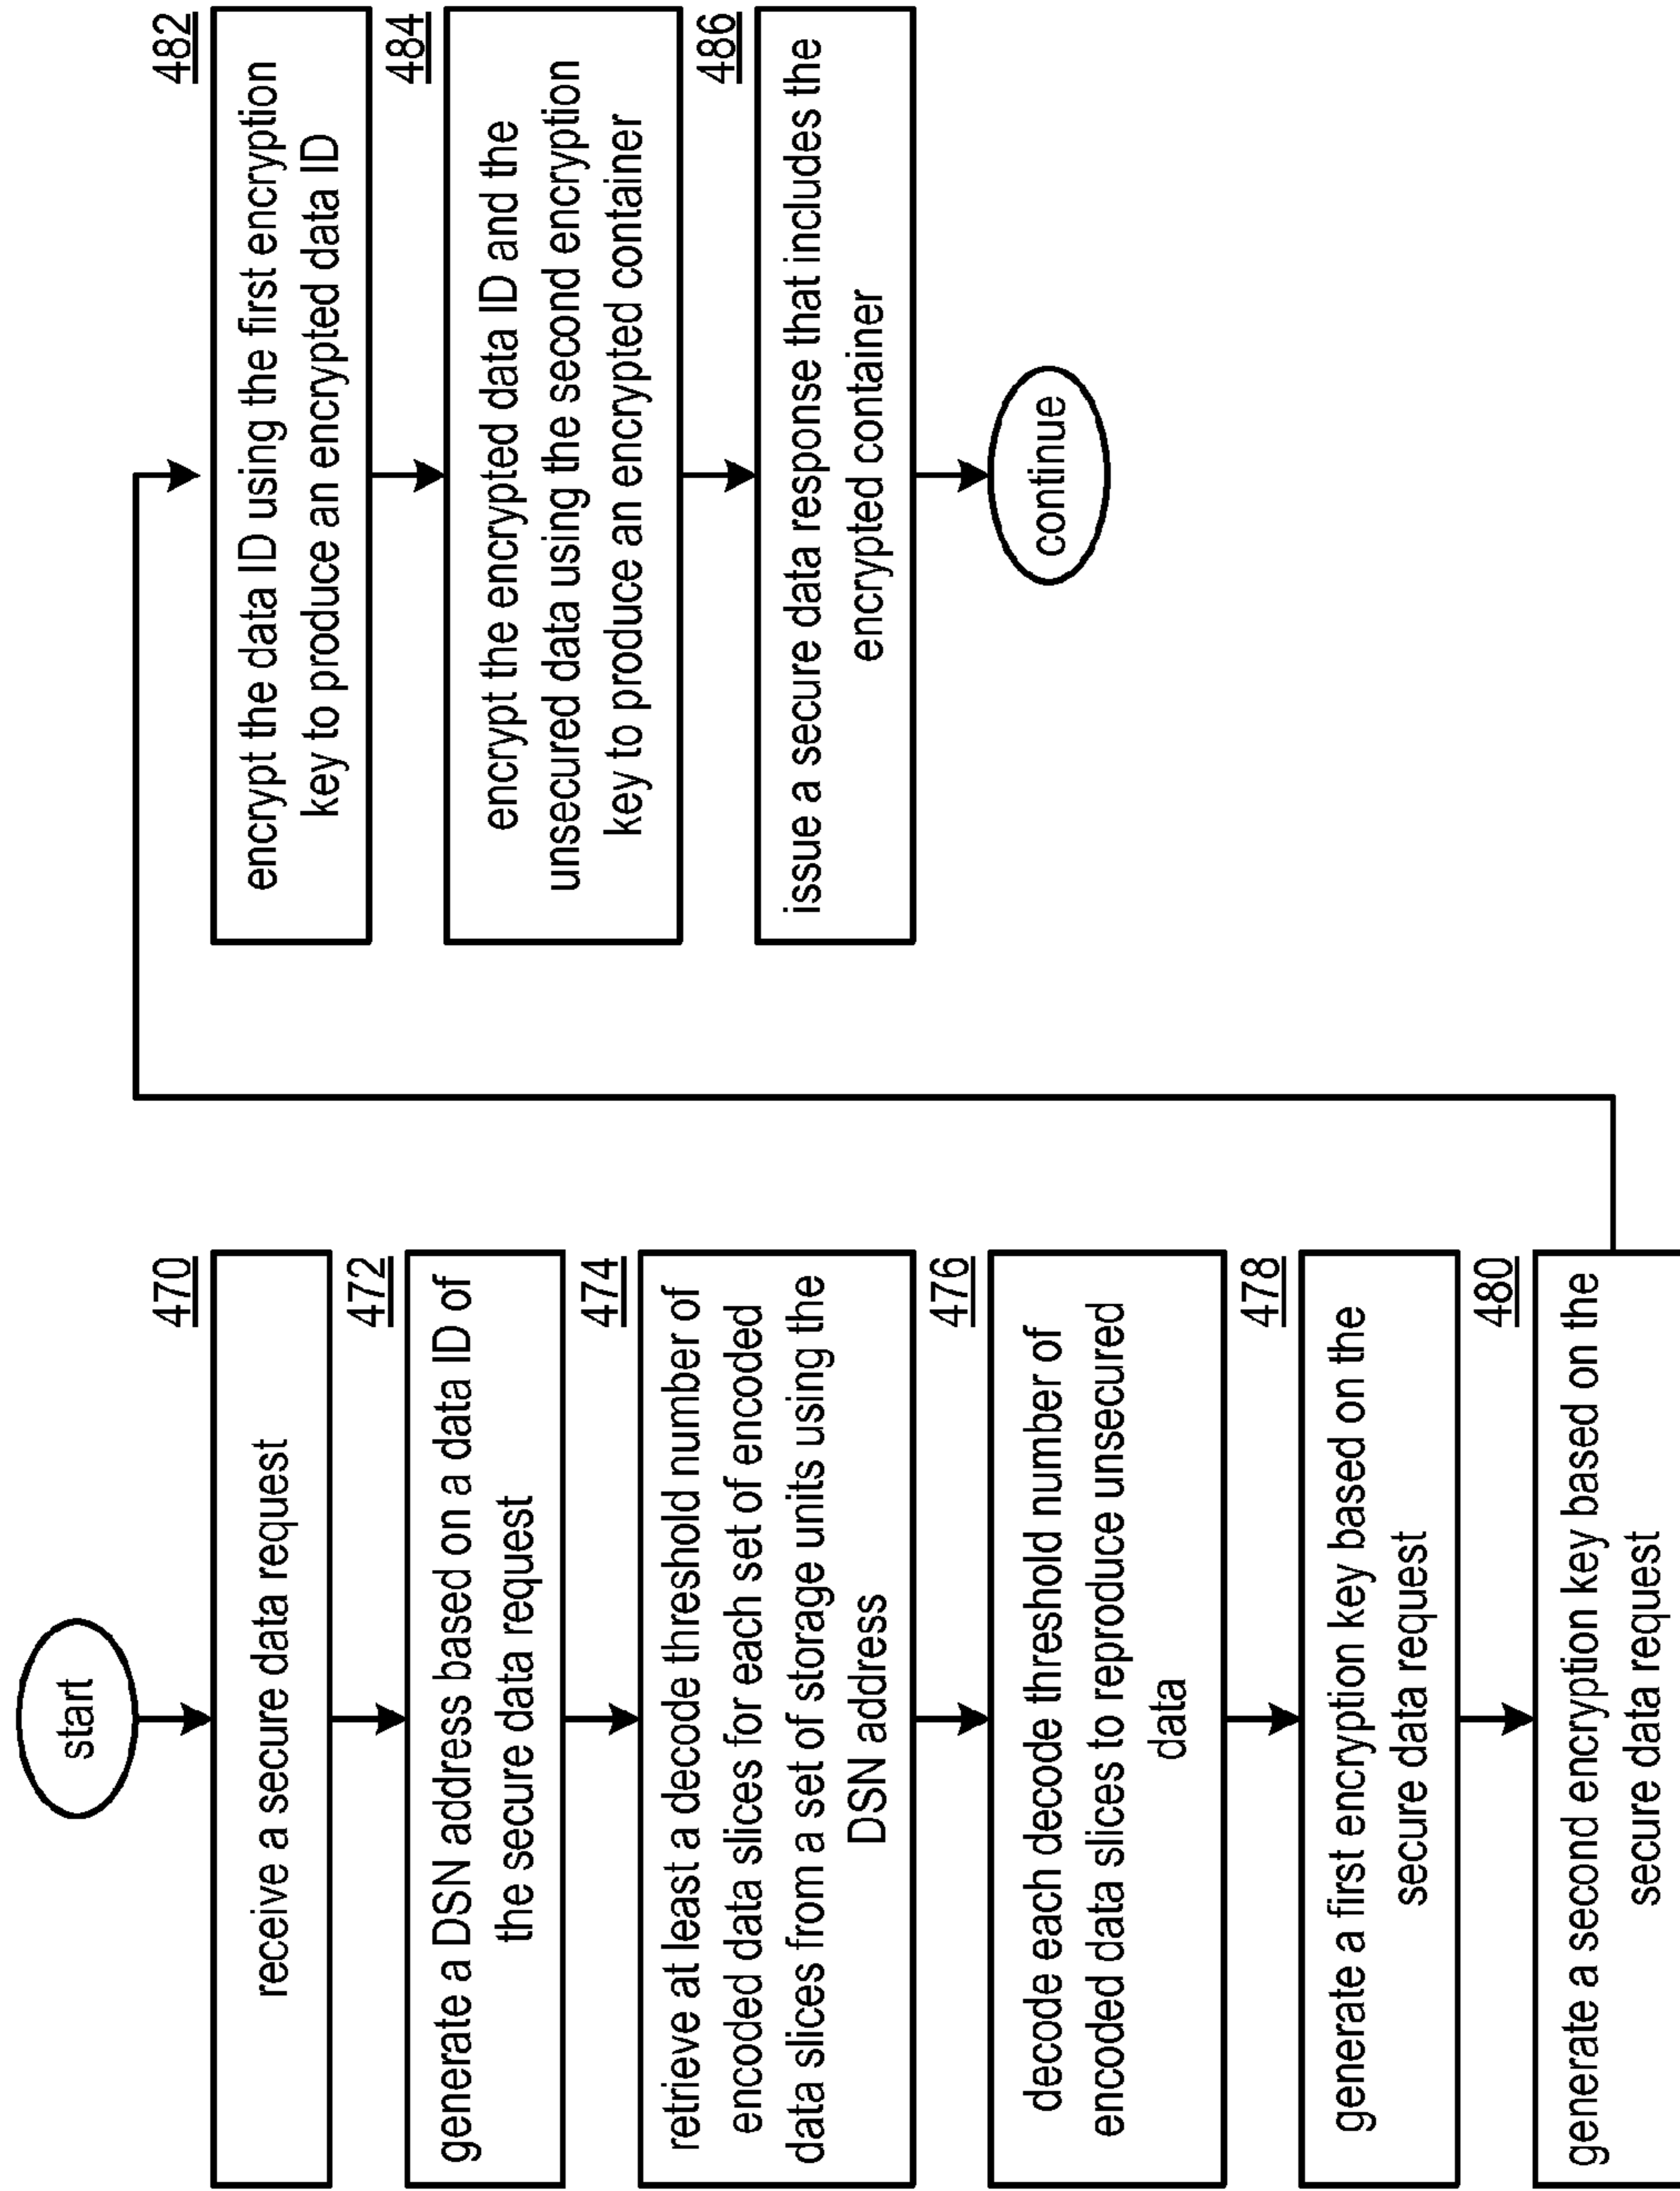 start
470
receive a secure data request
472
generate a DSN address based on a data ID of
the secure data request
474
retrieve at least a decode threshold number of
encoded data slices for each set of encoded
data slices from a set of storage units using the
DSN address
476
decode each decode threshold number of
encoded data slices to reproduce unsecured
data
478
generate a first encryption key based on the
secure data request
480
generate a second encryption key based on the
secure data request
482
encrypt the data ID using the first encryption
key to produce an encrypted data ID
484
encrypt the encrypted data ID and the
unsecured data using the second encryption
key to produce an encrypted container
486
issue a secure data response that includes the
encrypted container
continue